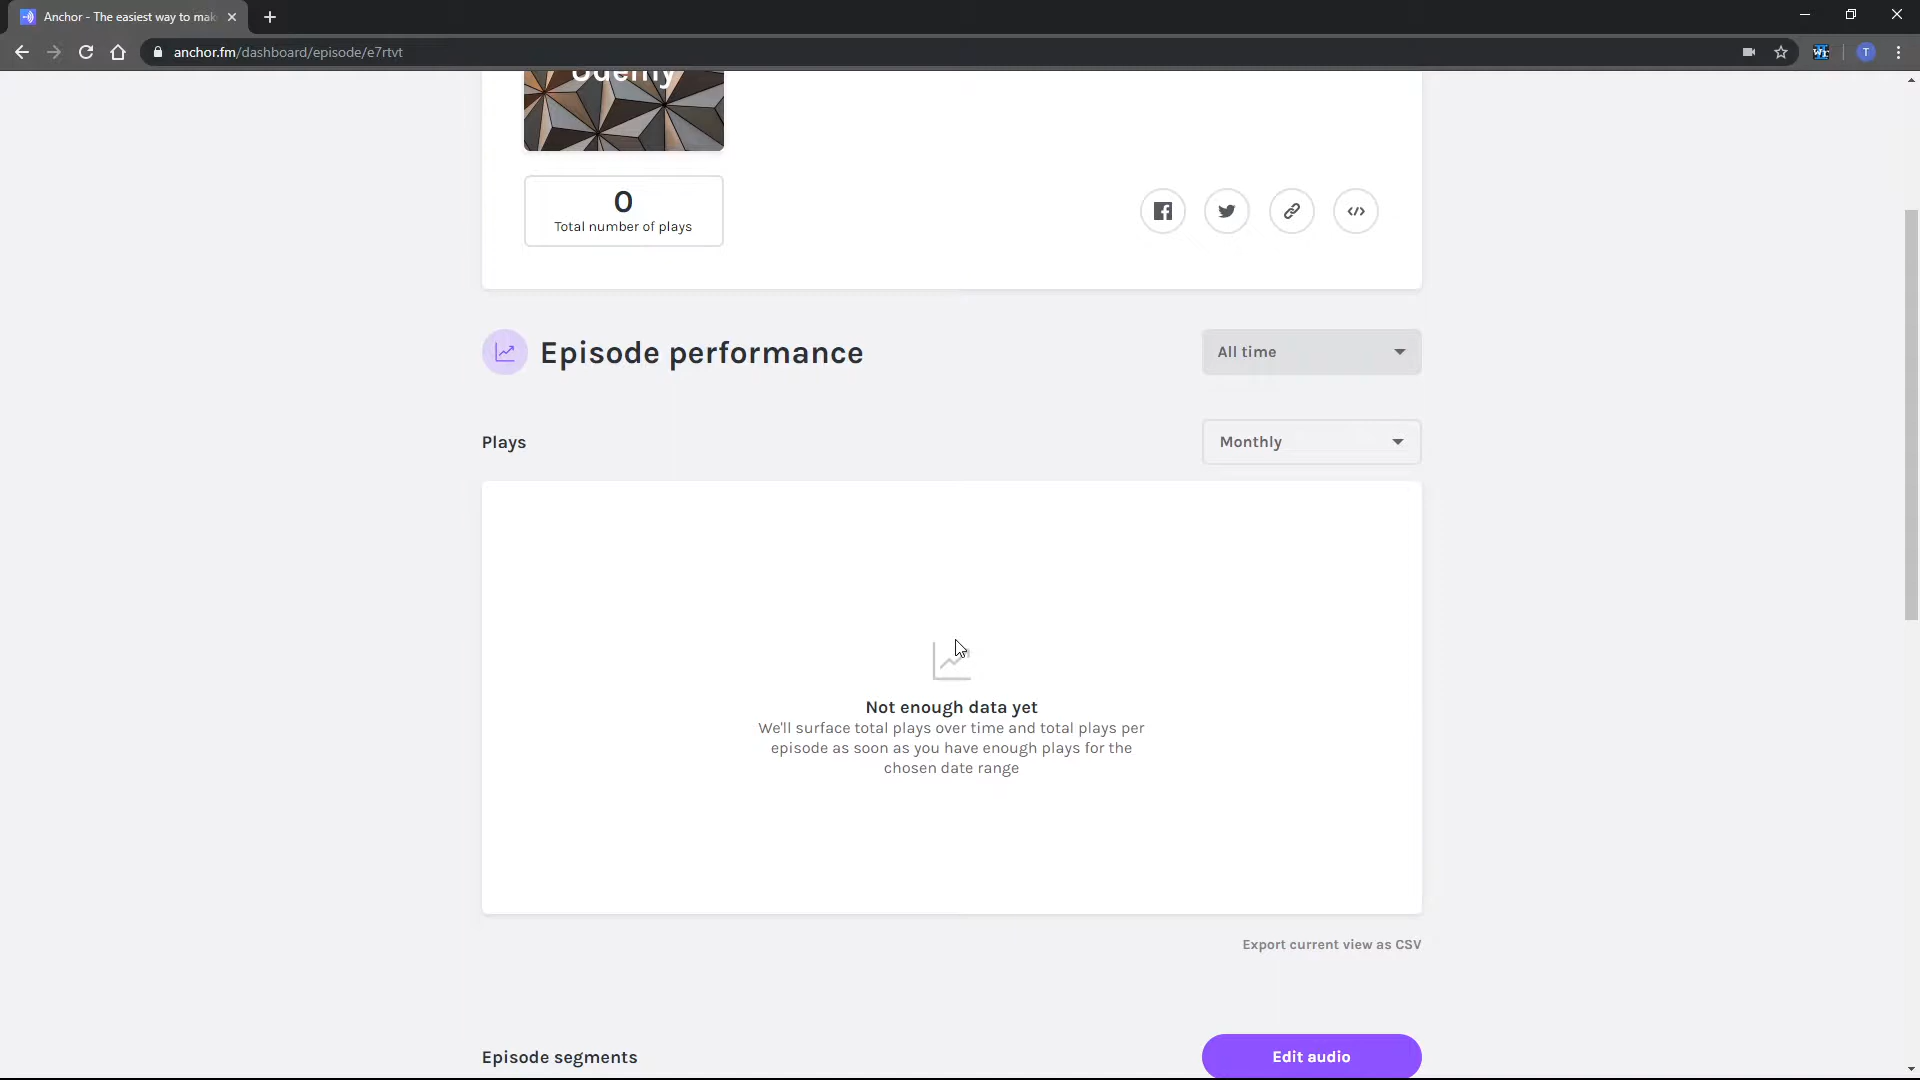 Anchor - The easiest way to mak
anchor.fm/dashboard/episode/e7rtvt
T
Udemy
0
Total number of plays
Episode performance
All time
Plays
Monthly
Not enough data yet
We'll surface total plays over time and total plays per
episode as soon as you have enough plays for the
chosen date range
Export current view as CSV
Episode segments
Edit audio